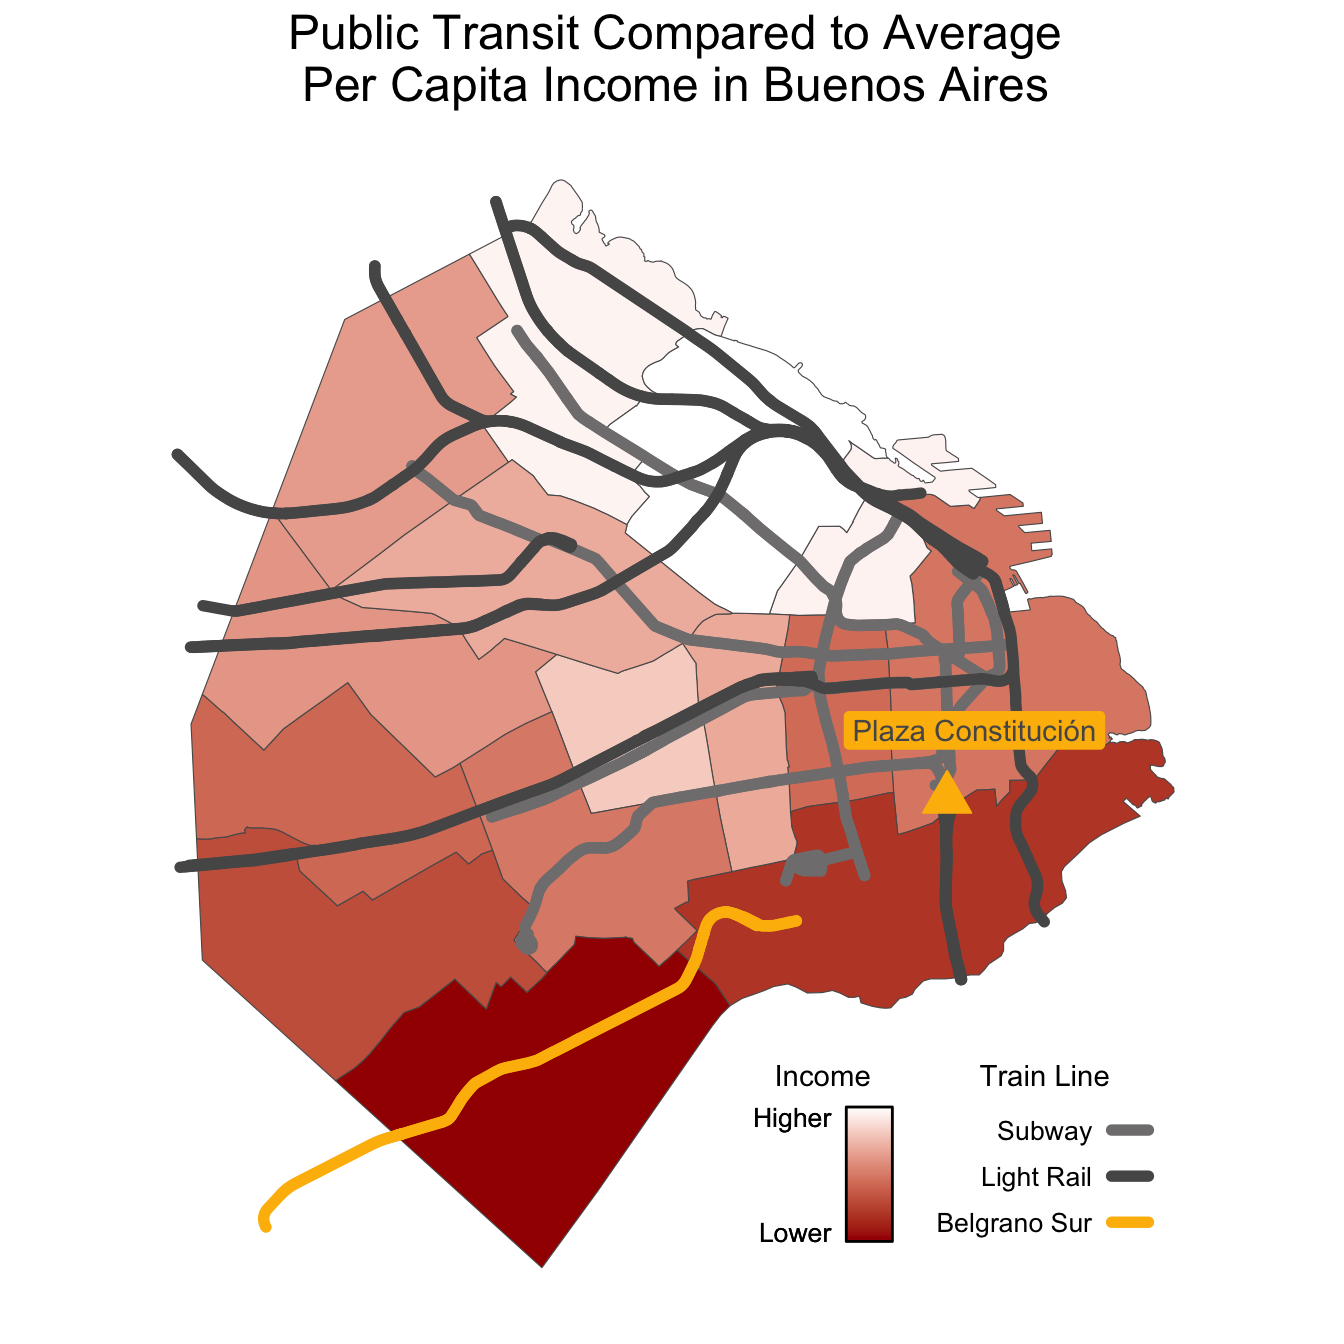 Public Transit Compared to Average
Per Capita Income in Buenos Aires
Plaza Constitución
Income
Higher
Lower
Train Line
Subway
Light Rail
Belgrano Sur